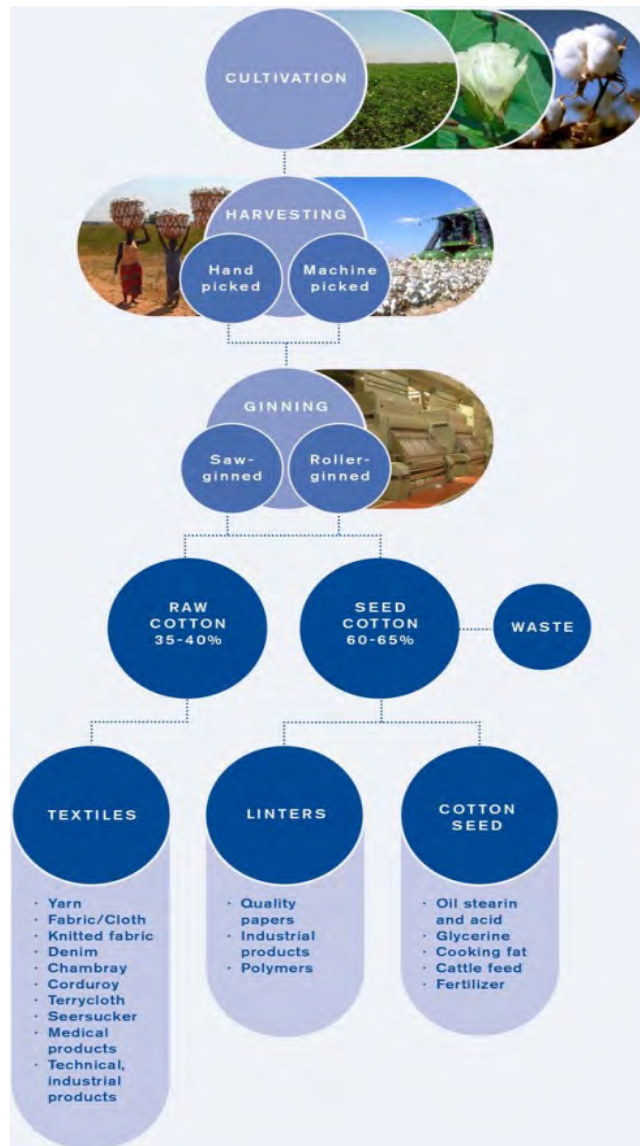 CULTIVATION
HARVESTING
Hand
picked
Machine
picked
GINNING
Saw-
ginned
Roller-
ginned
RAW
COTTON
35-40%
SEED
COTTON
60-65%
WASTE
TEXTILES
· Yarn
· Fabric/Cloth
· Knitted fabric
· Denim
· Chambray
· Corduroy
· Terrycloth
· Seersucker
· Medical
products
· Technical,
industrial
products
LINTERS
· Quality
papers
· Industrial
products
· Polymers
COTTON
SEED
· Oil stearin
and acid
· Glycerine
· Cooking fat
· Cattle feed
· Fertilizer